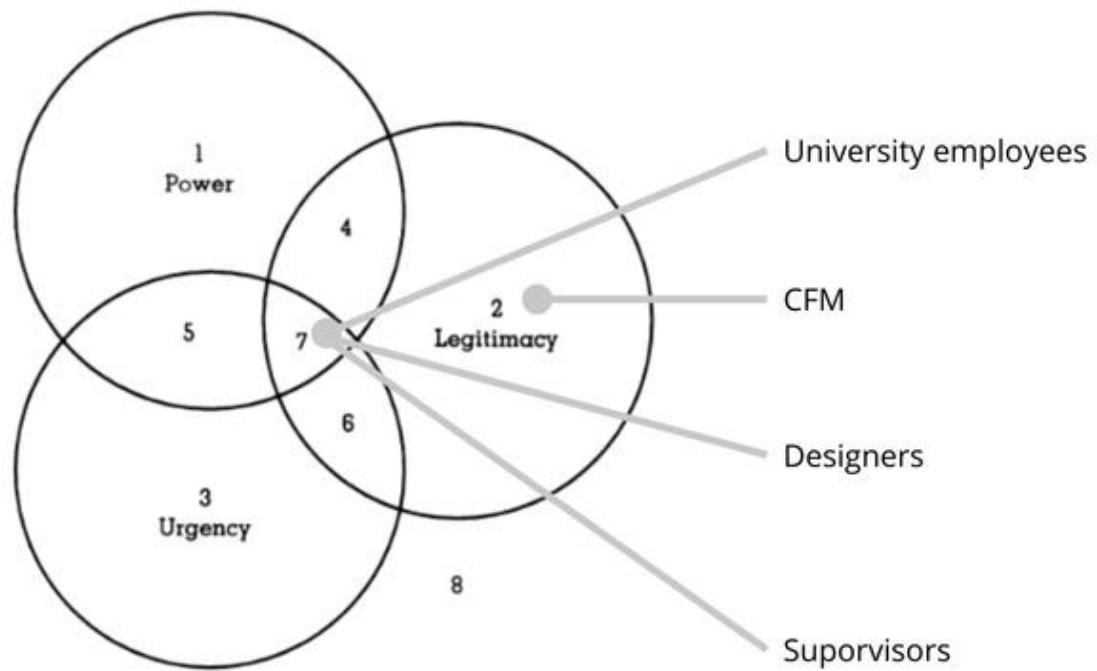 1
Power
University employees
4
2
Legitimacy
CFM
5
7
6
Designers
3
Urgency
8
Suporvisors